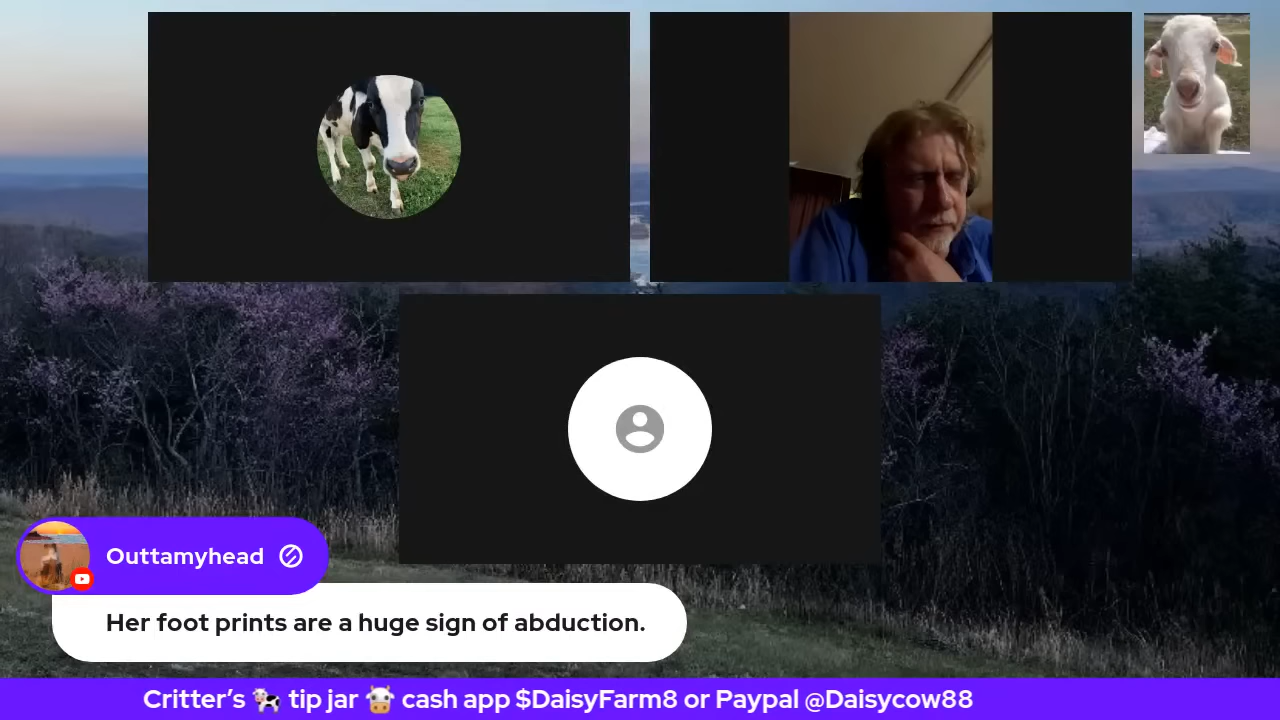 Outtamyhead
Her foot prints are a huge sign of abduction.
Critter’s 🐄 tip jar 🐮 cash app $DaisyFarm8 or Paypal @Daisycow88